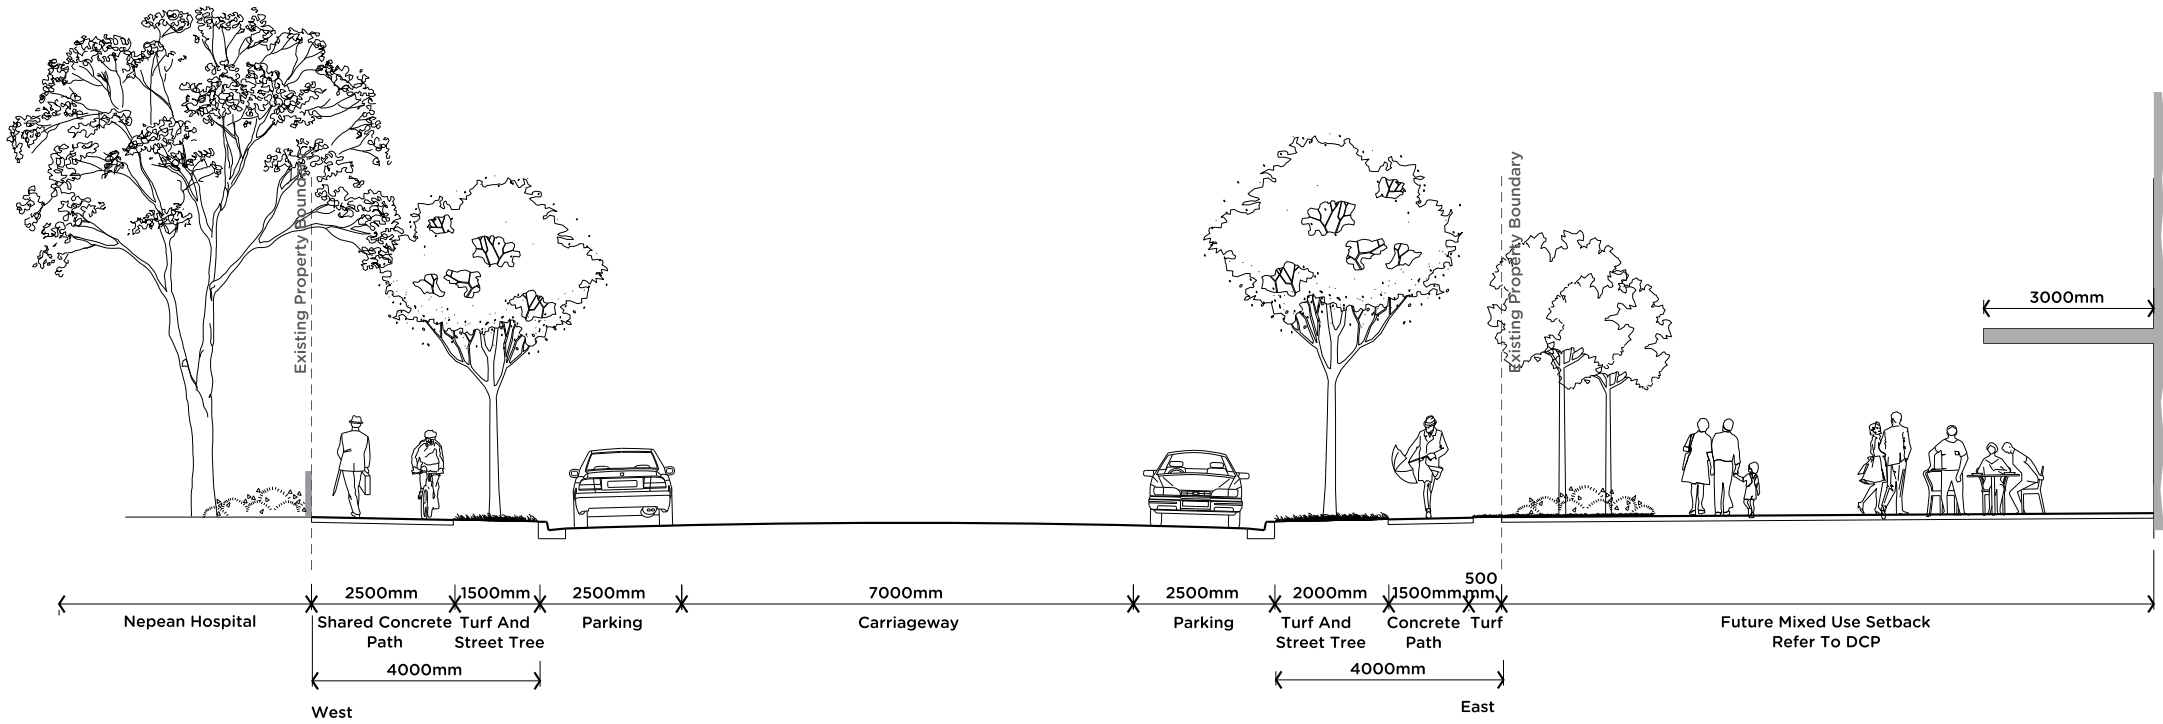 Existing Property Boundary
Existing Property Boundary
3000mm
2500mm
1500mm
2500mm
7000mm
2500mm
2000mm
1500mm
500
mm
Nepean Hospital
Shared Concrete
Path
Turf And
Street Tree
Parking
Carriageway
Parking
Turf And
Street Tree
Concrete
Path
Turf
Future Mixed Use Setback
Refer To DCP
4000mm
4000mm
West
East